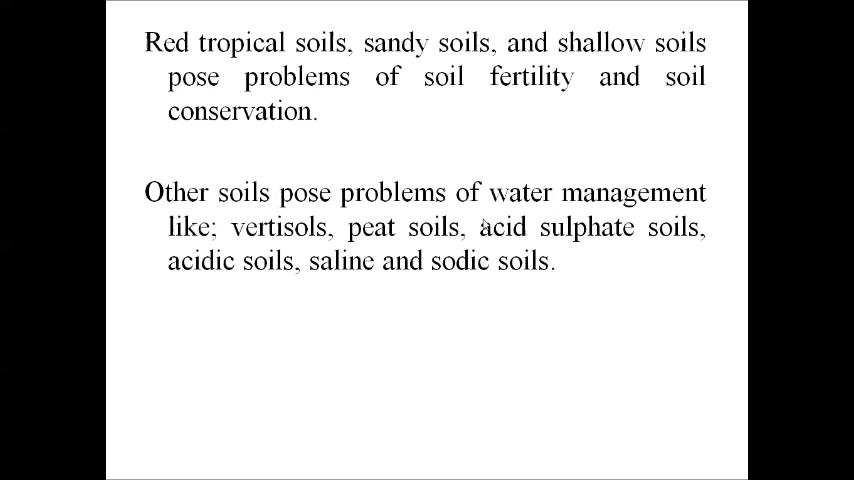 Red tropical soils, sandy soils, and shallow soils
pose problems of soil fertility and soil
conservation.
Other soils pose problems of water management
like; vertisols, peat soils, acid sulphate soils,
acidic soils, saline and sodic soils.